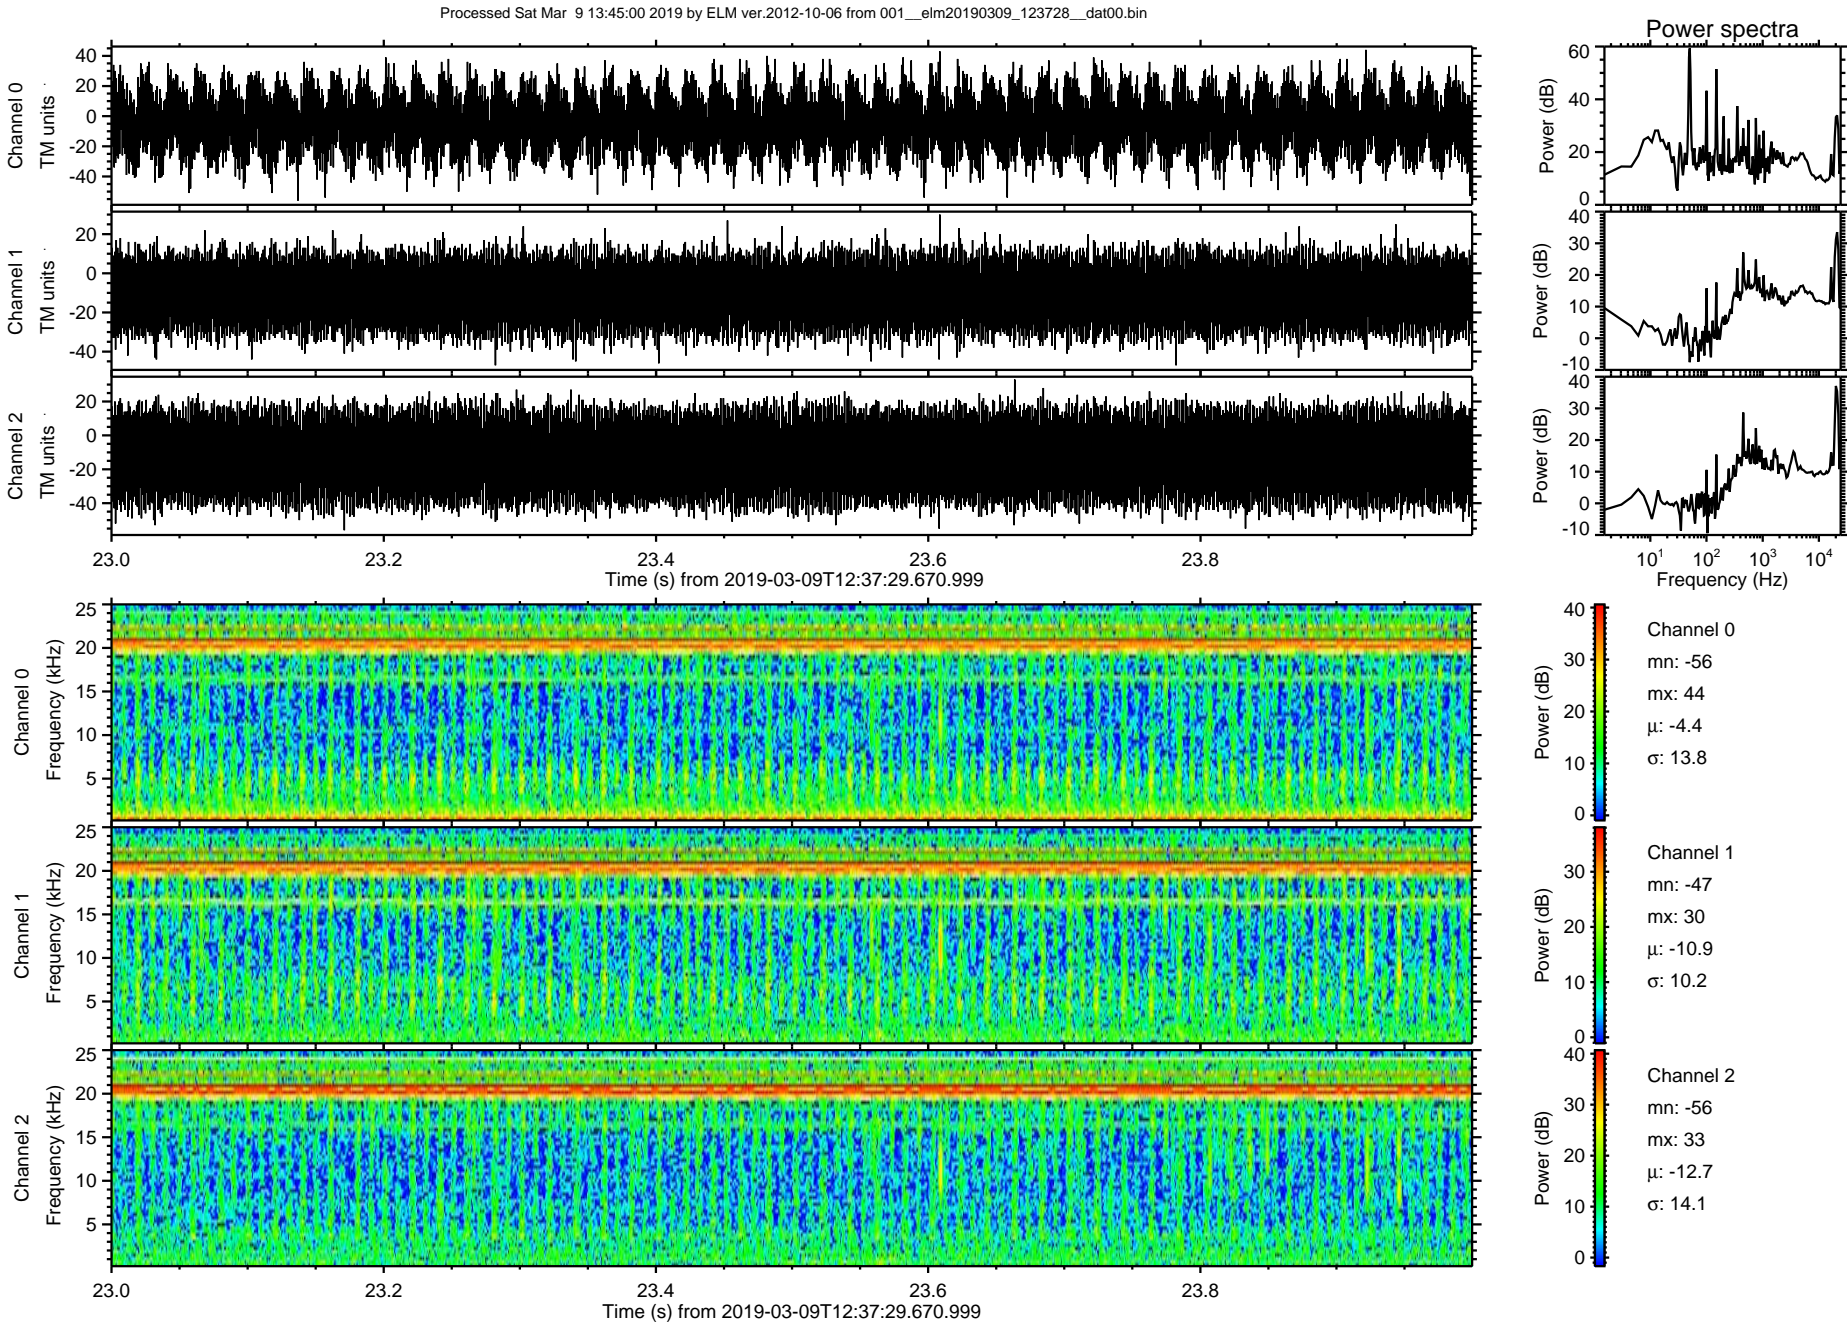 Processed Sat Mar 9 13:45:00 2019 by ELM ver.2012-10-06 from 001__elm20190309_123728__dat00.bin
Power spectra
Channel 0
TM units
40
20
0
-20
-40
Power (dB)
60
40
20
0
Channel 1
TM units
20
0
-20
-40
Power (dB)
40
30
20
10
0
-10
Channel 2
TM units
20
0
-20
-40
Power (dB)
40
30
20
10
0
-10
23.0 23.2 23.4 23.6 23.8
Time (s) from 2019-03-09T12:37:29.670.999
10^1 10^2 10^3 10^4
Frequency (Hz)
Channel 0
Frequency (kHz)
25
20
15
10
5
Power (dB)
40
30
20
10
0
Channel 0
mn: -56
mx: 44
μ: -4.4
σ: 13.8
Channel 1
Frequency (kHz)
25
20
15
10
5
Power (dB)
30
20
10
0
Channel 1
mn: -47
mx: 30
μ: -10.9
σ: 10.2
Channel 2
Frequency (kHz)
25
20
15
10
5
Power (dB)
40
30
20
10
0
Channel 2
mn: -56
mx: 33
μ: -12.7
σ: 14.1
23.0 23.2 23.4 23.6 23.8
Time (s) from 2019-03-09T12:37:29.670.999